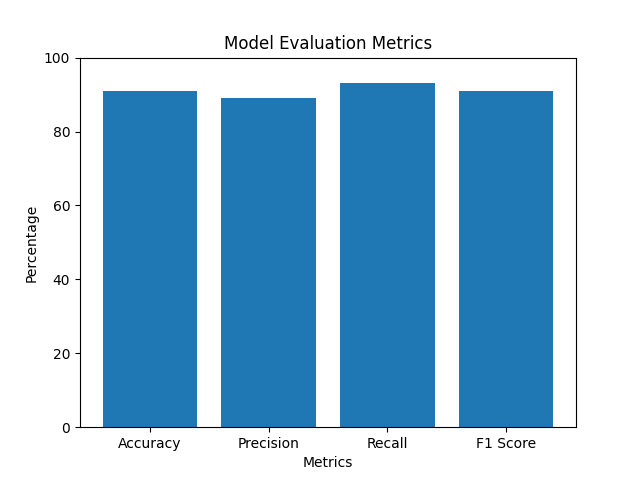 Model Evaluation Metrics
100
80
60
40
20
0
Percentage
Accuracy Precision Recall F1 Score
Metrics